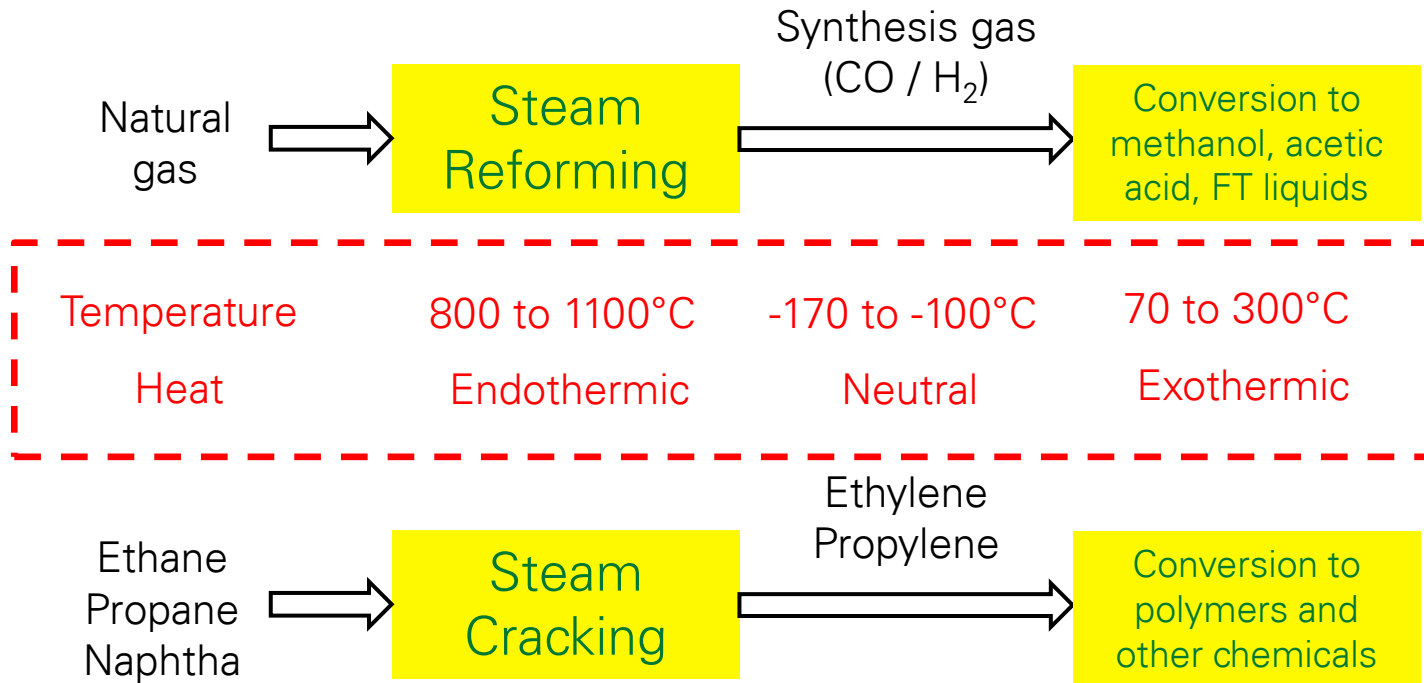 Synthesis gas
(CO / H₂)
Natural
gas
Steam
Reforming
Conversion to
methanol, acetic
acid, FT liquids
Temperature
800 to 1100°C
-170 to -100°C
70 to 300°C
Heat
Endothermic
Neutral
Exothermic
Ethane
Propane
Naphtha
Steam
Cracking
Ethylene
Propylene
Conversion to
polymers and
other chemicals